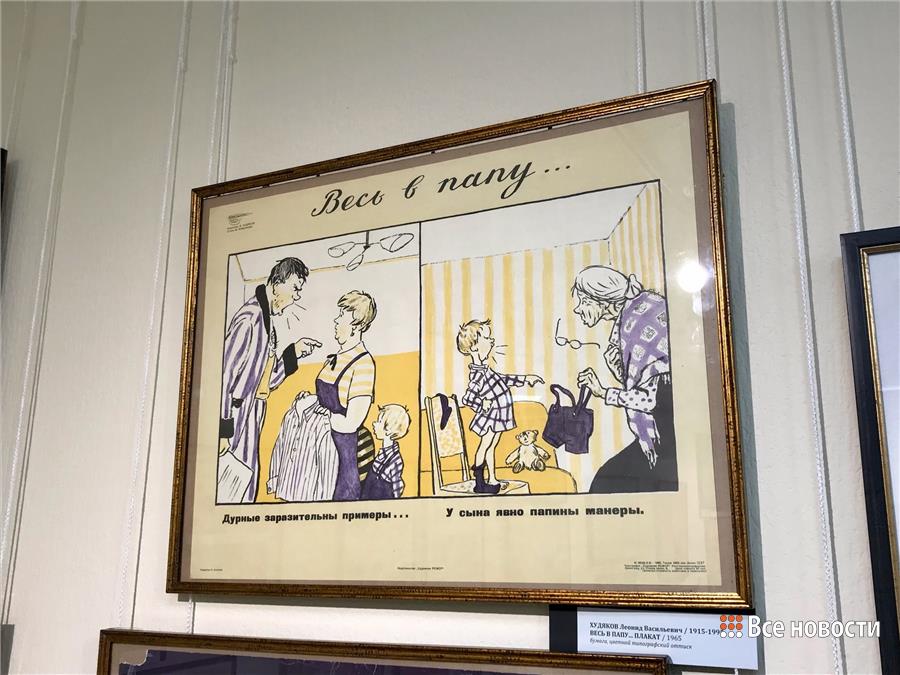 Весь в папу...
Дурные заразительны примеры...
У сына явно папины манеры.
ХУДЯКОВ Леонид Васильевич / 1915-199
ВЕСЬ В ПАПУ... ПЛАКАТ / 1965
бумага, цветной типографский оттиск
Все новости